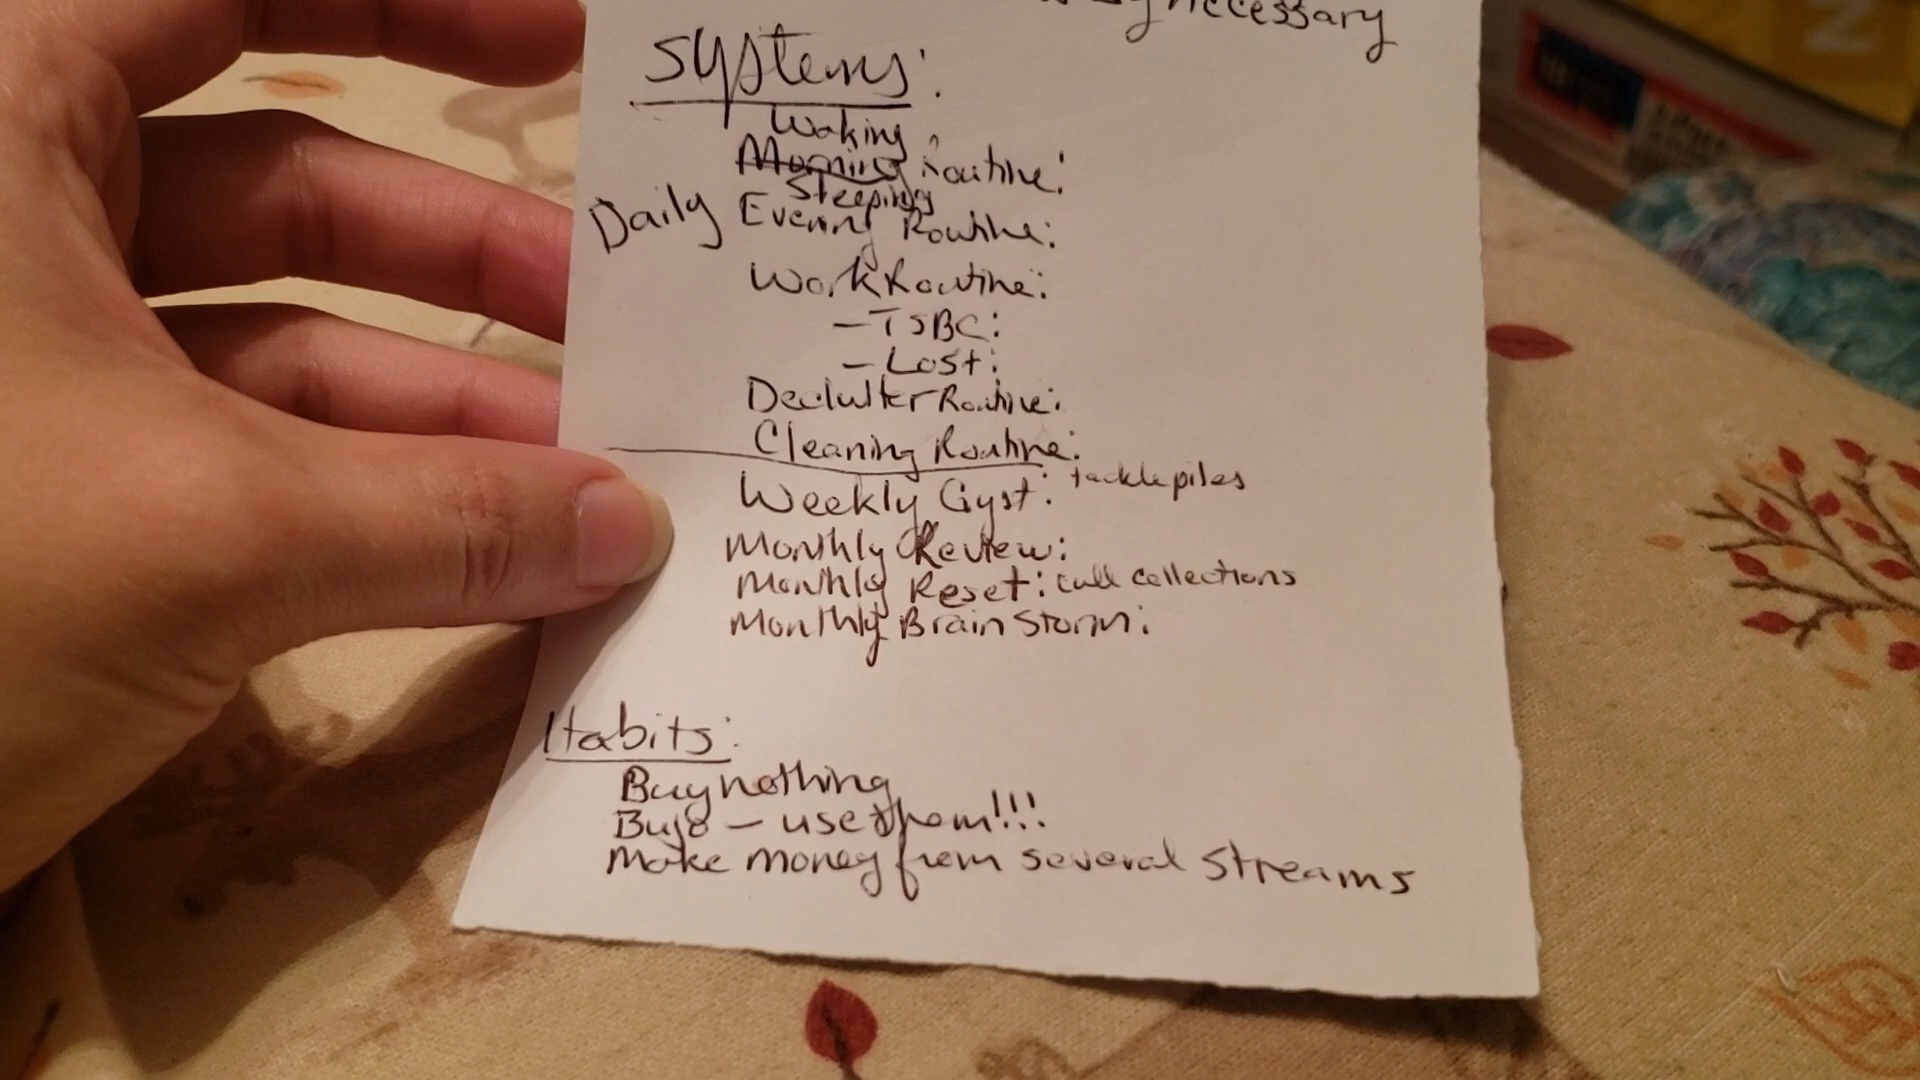 necessary
Systems:
Waking
Morning Routine:
Sleeping
Daily Evening Routine:
Work Routine:
- TSBC:
- Lost:
Declutter Routine:
Cleaning Routine:
Weekly Gyst: tackle piles
Monthly Review:
Monthly Reset: cull collections
Monthly Brain Storm:
Habits:
Buy nothing
Bujo - use them!!!
Make money from several streams